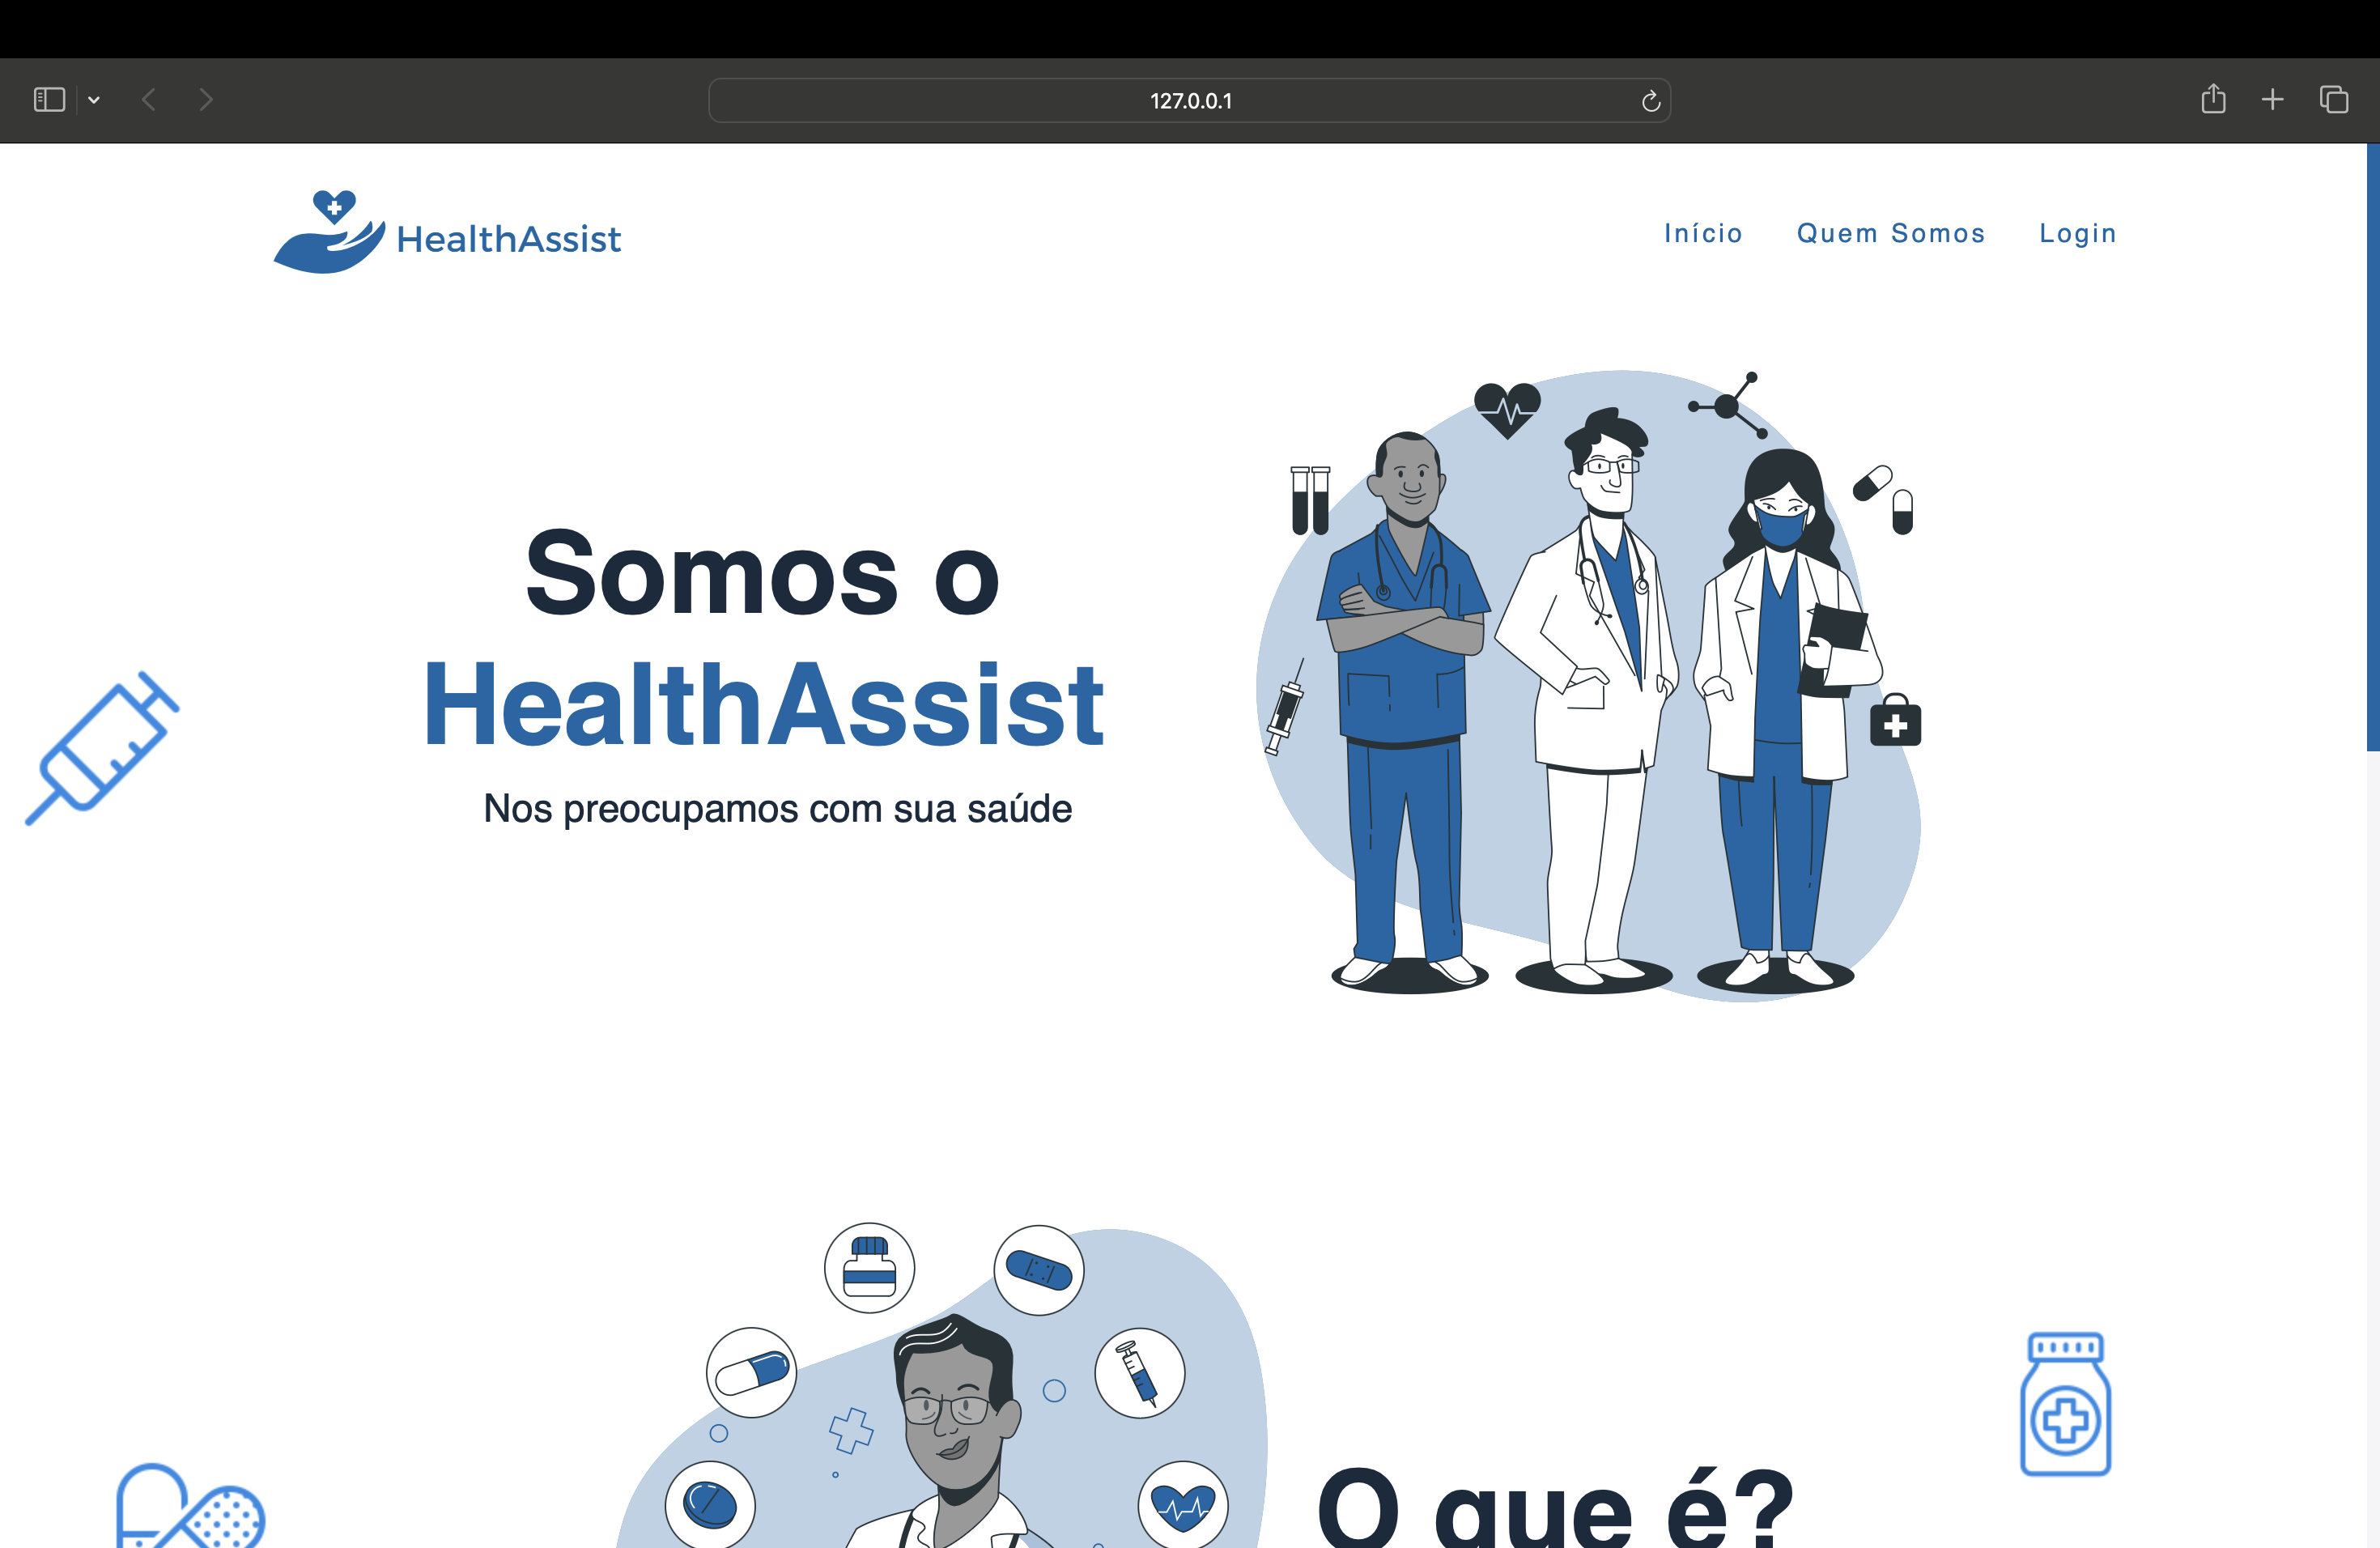 127.0.0.1
HealthAssist
Início
Quem Somos
Login
Somos o
HealthAssist
Nos preocupamos com sua saúde
O que é?